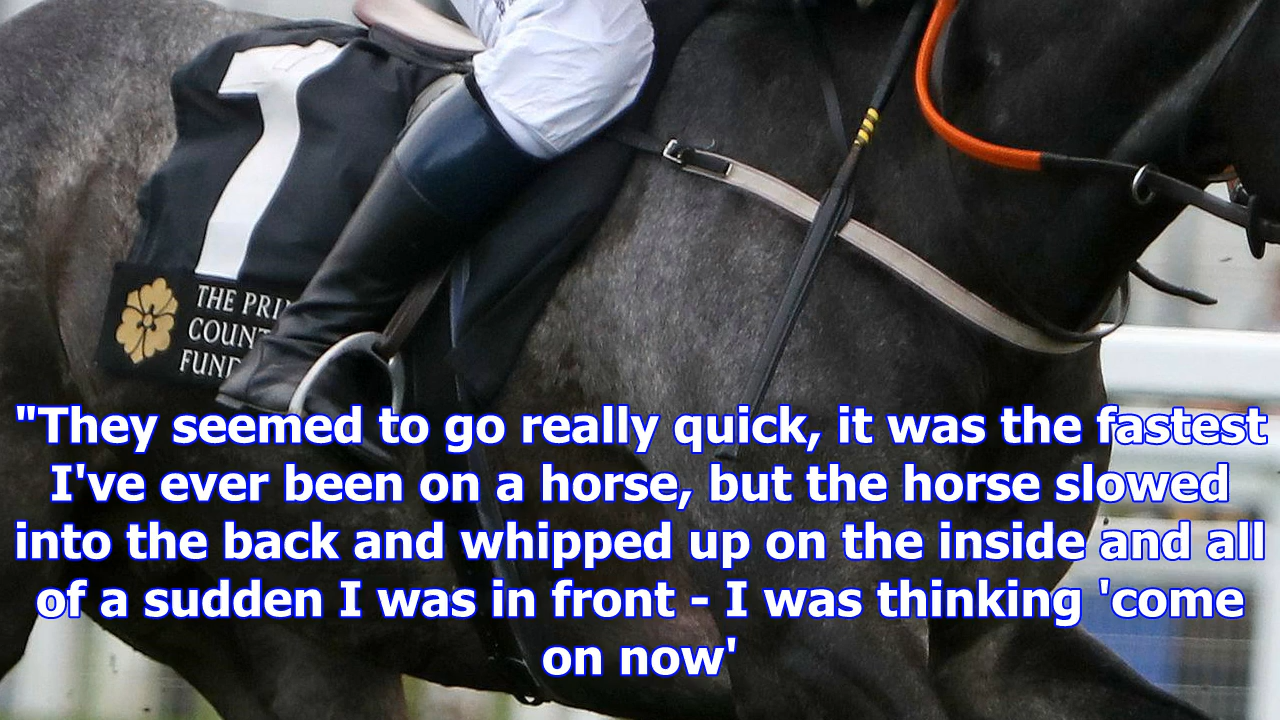 1
THE PRI
COUNT
FUND
"They seemed to go really quick, it was the fastest
I've ever been on a horse, but the horse slowed
into the back and whipped up on the inside and all
of a sudden I was in front - I was thinking 'come
on now'